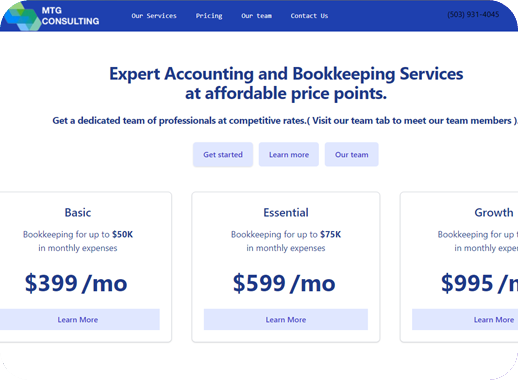 MTG
CONSULTING
Our Services Pricing Our team Contact Us
(503) 931-4045
Expert Accounting and Bookkeeping Services
at affordable price points.
Get a dedicated team of professionals at competitive rates.( Visit our team tab to meet our team members ).
Get started Learn more Our team
Basic
Bookkeeping for up to $50K
in monthly expenses
$399/mo
Learn More
Essential
Bookkeeping for up to $75K
in monthly expenses
$599/mo
Learn More
Growth
Bookkeeping for up
in monthly expe
$995/
Learn More